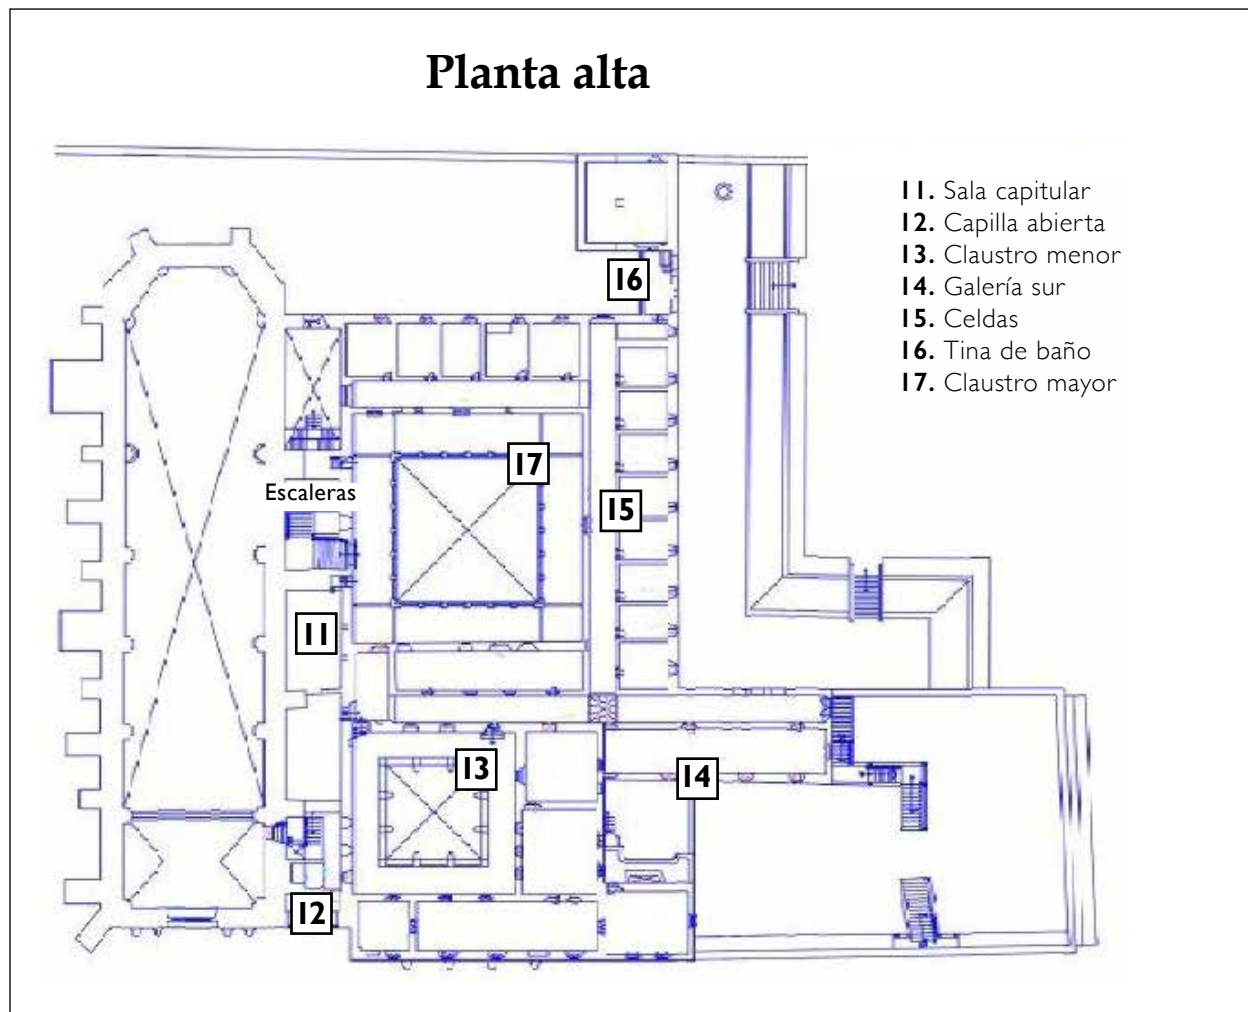 Planta alta
11. Sala capitular
12. Capilla abierta
13. Claustro menor
14. Galería sur
15. Celdas
16. Tina de baño
17. Claustro mayor
16
17
Escaleras
15
11
13
14
12